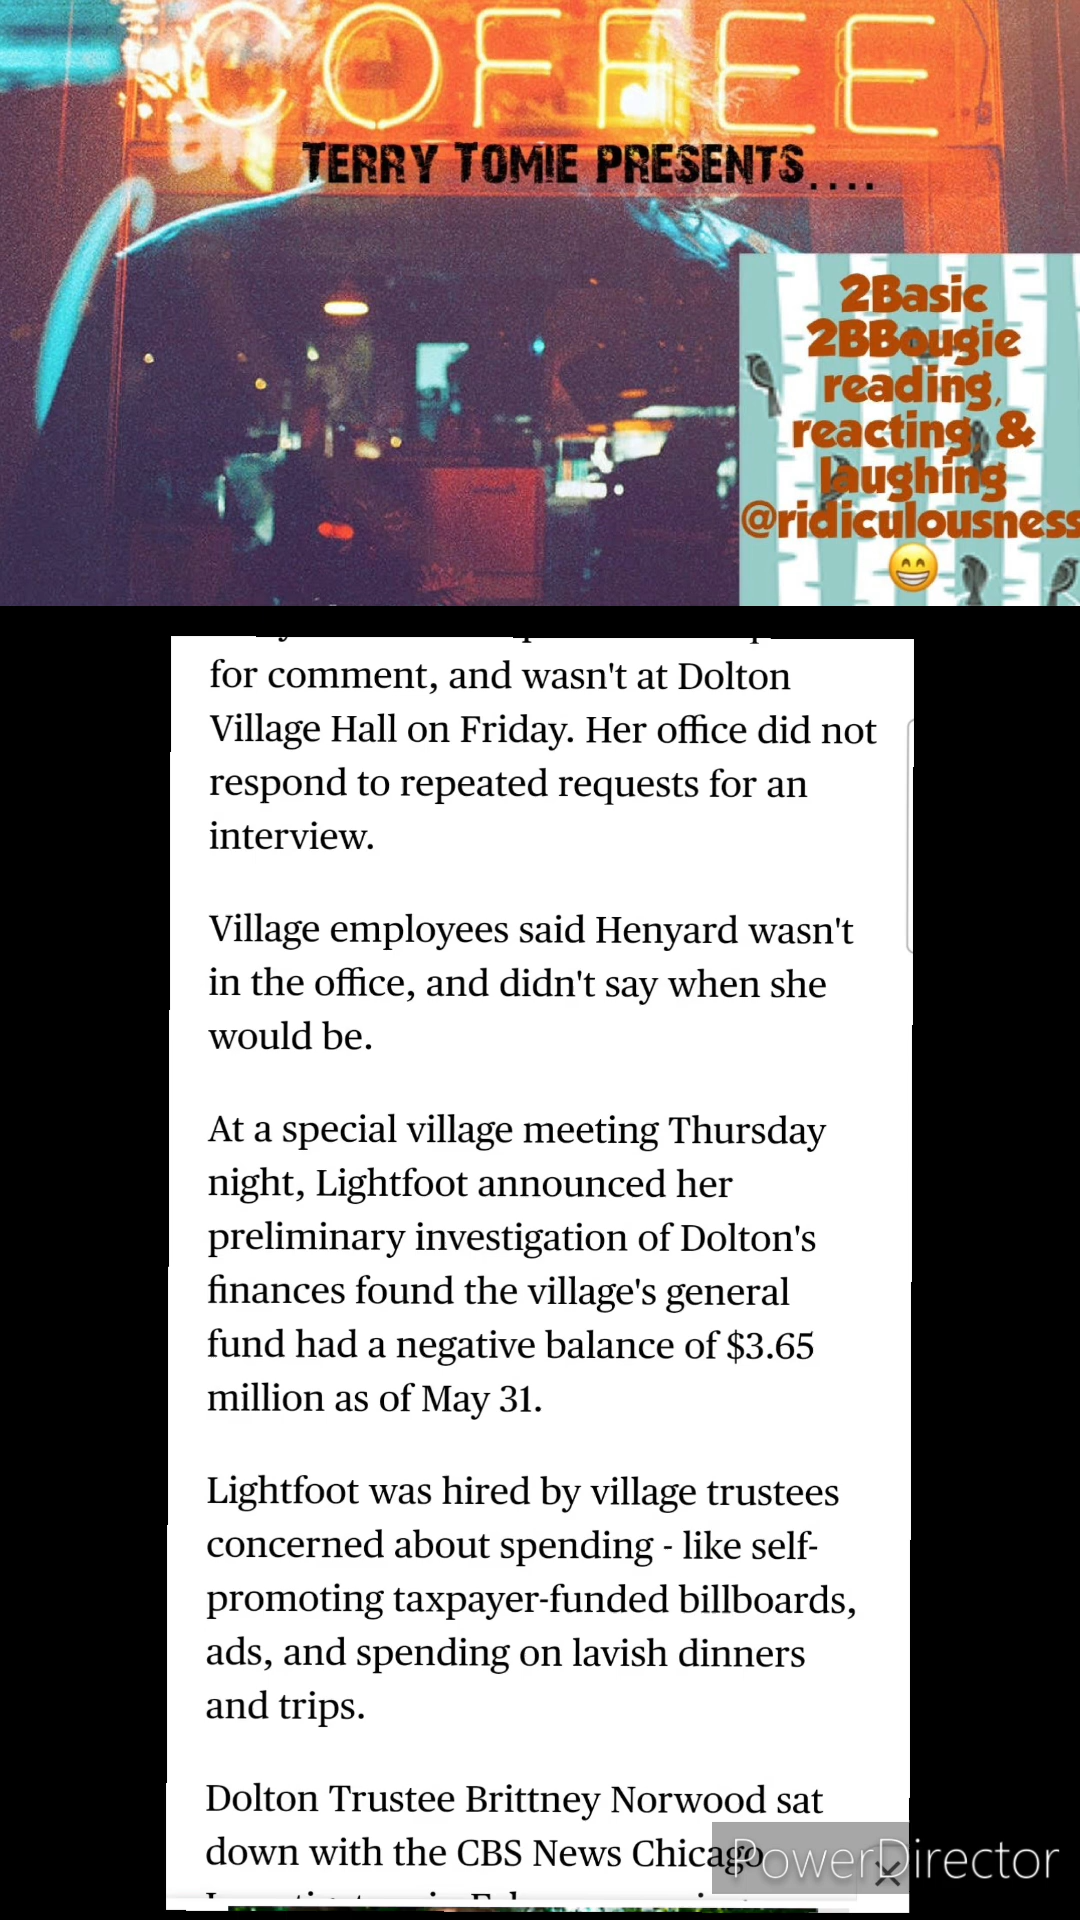 COFFEE
TERRY TOMIE PRESENTS....
2Basic
2BBougie
reading,
reacting, &
laughing
@ridiculousness
😁
for comment, and wasn't at Dolton
Village Hall on Friday. Her office did not
respond to repeated requests for an
interview.
Village employees said Henyard wasn't
in the office, and didn't say when she
would be.
At a special village meeting Thursday
night, Lightfoot announced her
preliminary investigation of Dolton's
finances found the village's general
fund had a negative balance of $3.65
million as of May 31.
Lightfoot was hired by village trustees
concerned about spending - like self-
promoting taxpayer-funded billboards,
ads, and spending on lavish dinners
and trips.
Dolton Trustee Brittney Norwood sat
down with the CBS News Chicago
PowerDirector